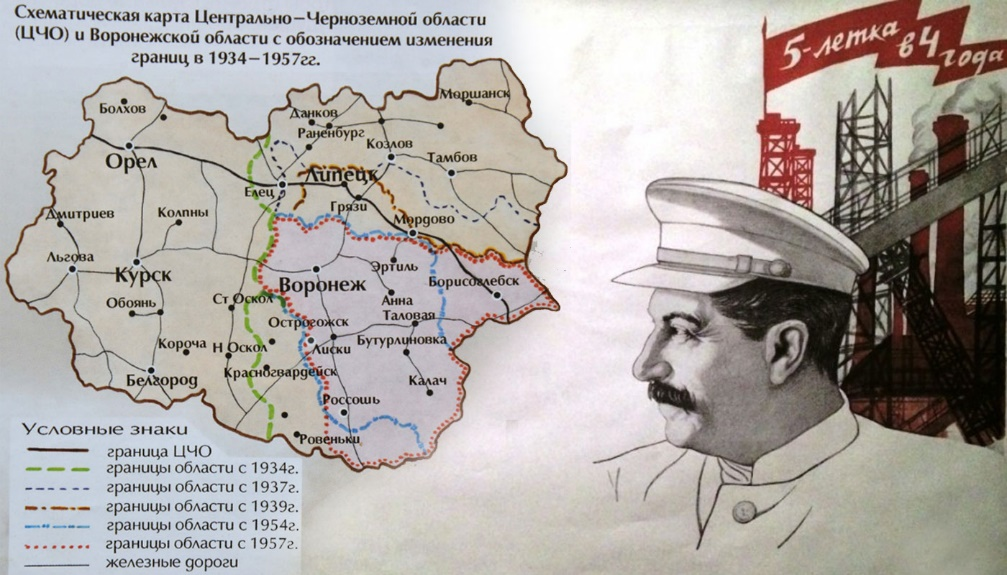 Схематическая карта Центрально-Черноземной области
(ЦЧО) и Воронежской области с обозначением изменения
границ в 1934-1957гг.
5-летка
в 4
года
Болхов
Орел
Моршанск
Данков
Раненбург
Козлов
Тамбов
Липецк
Елец
Грязи
Мордово
Дмитриев
Колпны
Льгова
Курск
Обоянь
Эртиль
Воронеж
Борисоглебск
Анна
Ст Оскол
Таловая
Острогожск
Короча
Н Оскол
Лиски
Бутурлиновка
Красногвардейск
Белгород
Калач
Россошь
Ровеньки
Условные знаки
граница ЦЧО
границы области с 1934г.
границы области с 1937г.
границы области с 1939г.
границы области с 1954г.
границы области с 1957г.
железные дороги